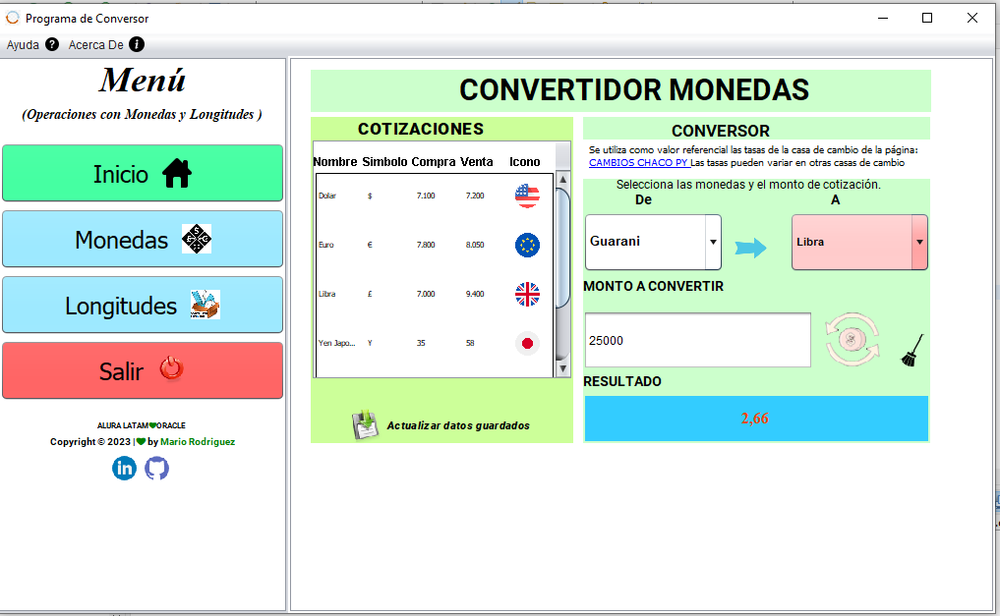 Programa de Conversor
Ayuda ? Acerca De i
Menú
(Operaciones con Monedas y Longitudes )
Inicio
Monedas
Longitudes
Salir
ALURA LATAM ORACLE
Copyright © 2023 | by Mario Rodriguez
in
CONVERTIDOR MONEDAS
COTIZACIONES
Nombre Simbolo Compra Venta Icono
Dolar $ 7.100 7.200
Euro € 7.800 8.050
Libra £ 7.000 9.400
Yen Japo... Y 35 58
Actualizar datos guardados
CONVERSOR
Se utiliza como valor referencial las tasas de la casa de cambio de la página:
CAMBIOS CHACO PY Las tasas pueden variar en otras casas de cambio
Selecciona las monedas y el monto de cotización.
De A
Guarani Libra
MONTO A CONVERTIR
25000
RESULTADO
2,66